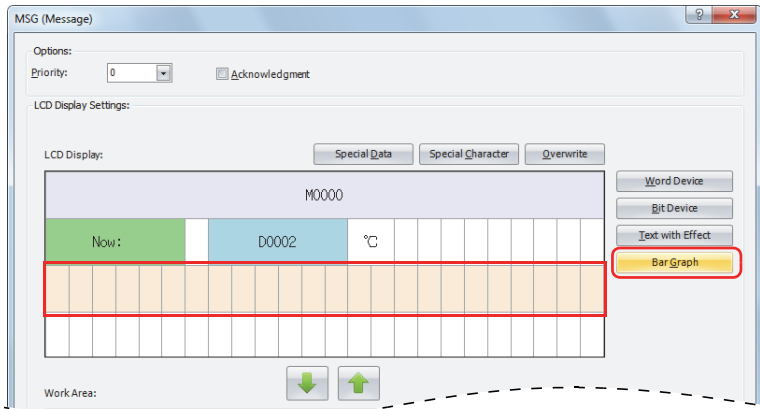 MSG (Message)
Options:
Priority: 0 Acknowledgment
LCD Display Settings:
LCD Display: Special Data Special Character Overwrite
M0000
Word Device
Bit Device
Now: D0002 ℃
Text with Effect
Bar Graph
Work Area: